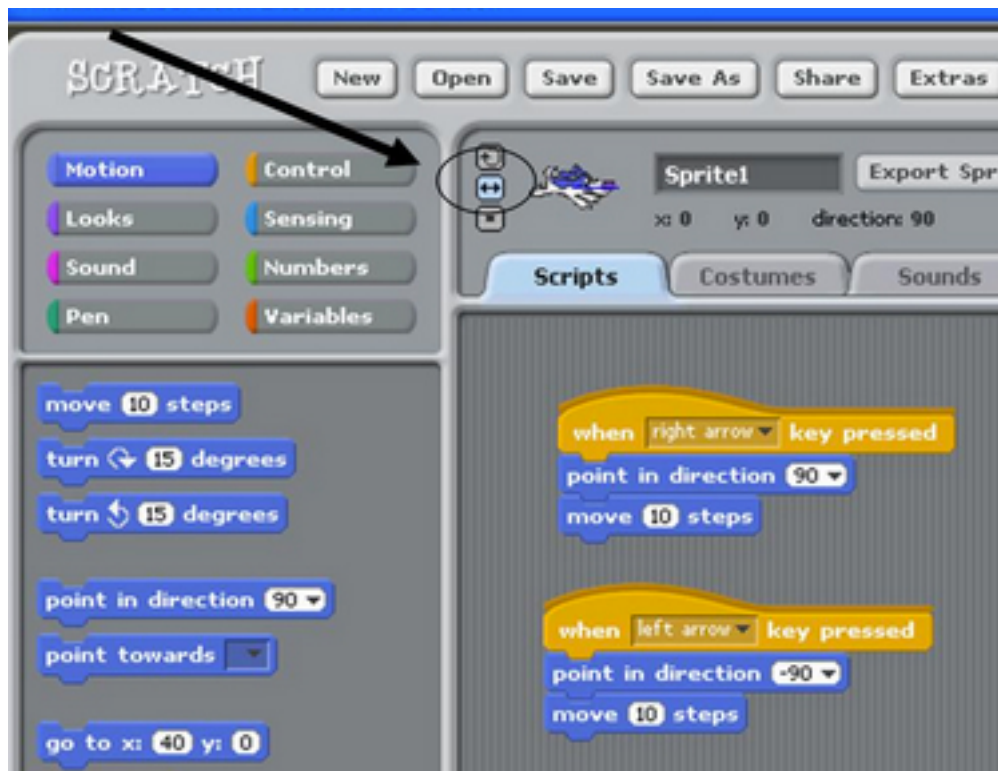 SCRATCH New Open Save Save As Share Extras
Motion Control
Looks Sensing
Sound Numbers
Pen Variables
Sprite1 Export Spr
x: 0 y: 0 direction: 90
Scripts Costumes Sounds
move 10 steps
turn 15 degrees
turn 15 degrees
point in direction 90
point towards
go to x: 40 y: 0
when right arrow key pressed
point in direction 90
move 10 steps
when left arrow key pressed
point in direction -90
move 10 steps